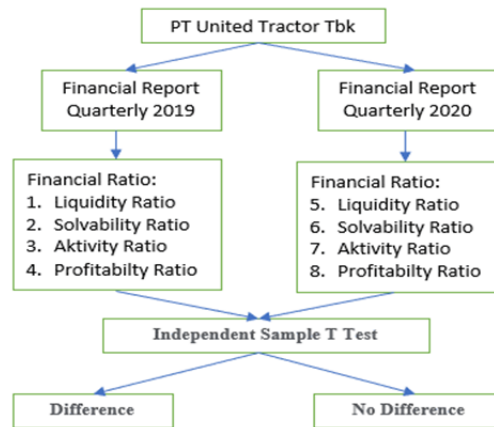 PT United Tractor Tbk
Financial Report
Quarterly 2019
Financial Report
Quarterly 2020
Financial Ratio:
1. Liquidity Ratio
2. Solvability Ratio
3. Aktivity Ratio
4. Profitabilty Ratio
Financial Ratio:
5. Liquidity Ratio
6. Solvability Ratio
7. Aktivity Ratio
8. Profitabilty Ratio
Independent Sample T Test
Difference
No Difference